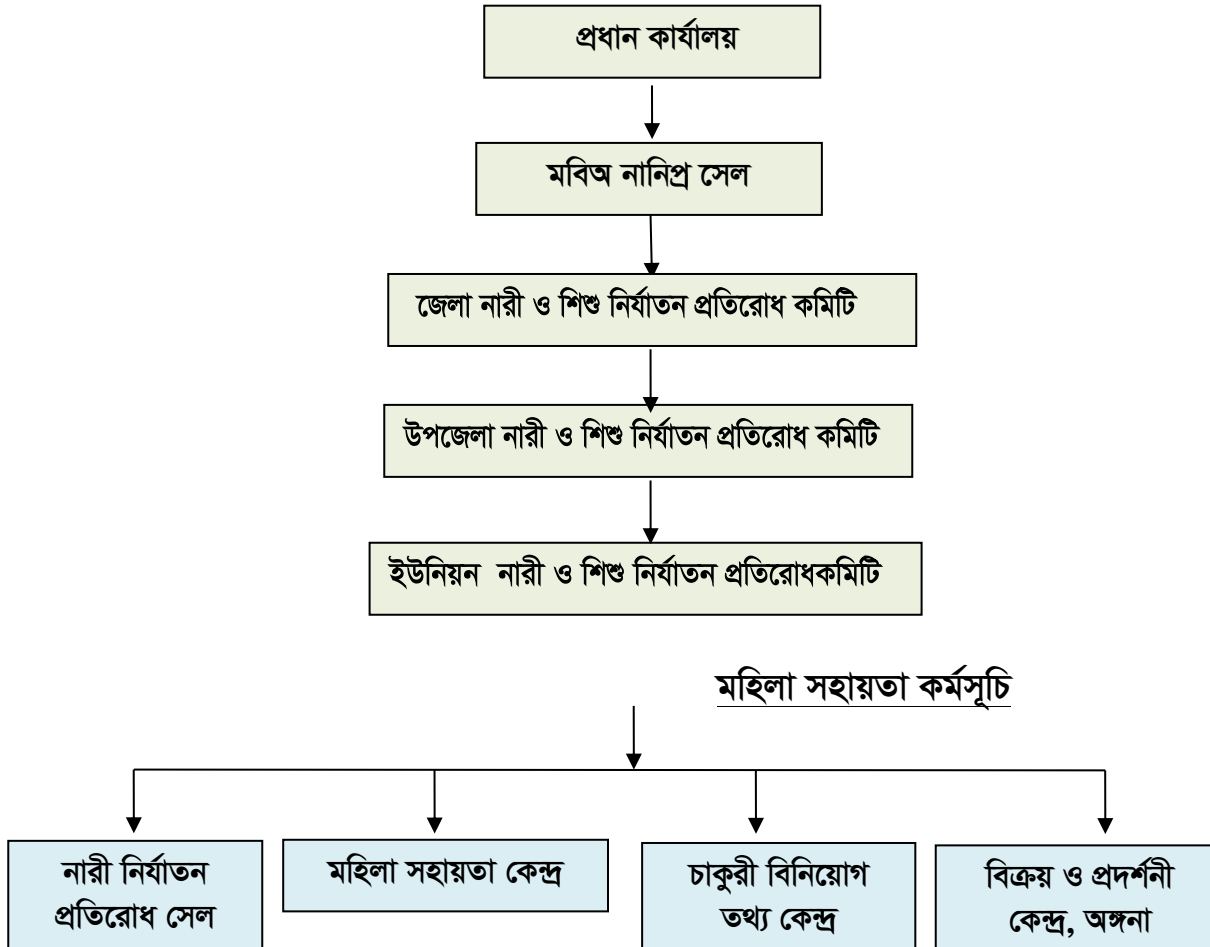 প্রধান কার্যালয়
মবিঅ নানিপ্র সেল
জেলা নারী ও শিশু নির্যাতন প্রতিরোধ কমিটি
উপজেলা নারী ও শিশু নির্যাতন প্রতিরোধ কমিটি
ইউনিয়ন নারী ও শিশু নির্যাতন প্রতিরোধকমিটি
মহিলা সহায়তা কর্মসূচি
নারী নির্যাতন
প্রতিরোধ সেল
মহিলা সহায়তা কেন্দ্র
চাকুরী বিনিয়োগ
তথ্য কেন্দ্র
বিক্রয় ও প্রদর্শনী
কেন্দ্র, অঙ্গনা